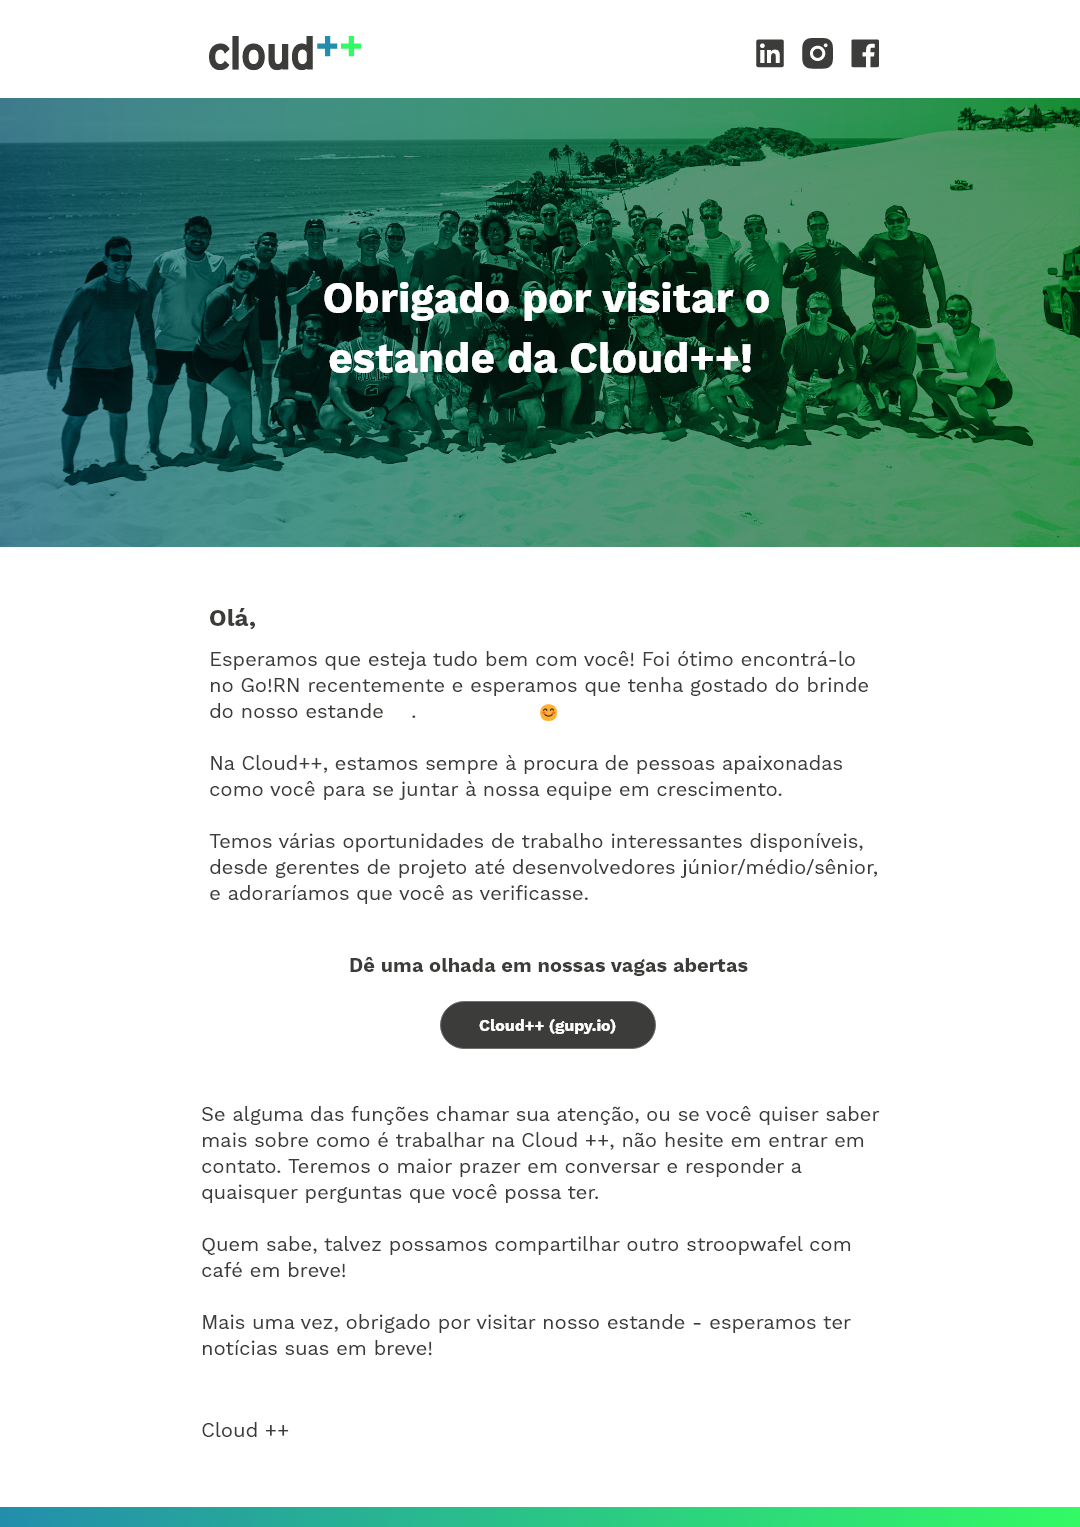 cloud++
Obrigado por visitar o
estande da Cloud++!
Olá,
Esperamos que esteja tudo bem com você! Foi ótimo encontrá-lo
no Go!RN recentemente e esperamos que tenha gostado do brinde
do nosso estande . 😊
Na Cloud++, estamos sempre à procura de pessoas apaixonadas
como você para se juntar à nossa equipe em crescimento.
Temos várias oportunidades de trabalho interessantes disponíveis,
desde gerentes de projeto até desenvolvedores júnior/médio/sênior,
e adoraríamos que você as verificasse.
Dê uma olhada em nossas vagas abertas
Cloud++ (gupy.io)
Se alguma das funções chamar sua atenção, ou se você quiser saber
mais sobre como é trabalhar na Cloud ++, não hesite em entrar em
contato. Teremos o maior prazer em conversar e responder a
quaisquer perguntas que você possa ter.
Quem sabe, talvez possamos compartilhar outro stroopwafel com
café em breve!
Mais uma vez, obrigado por visitar nosso estande - esperamos ter
notícias suas em breve!
Cloud ++